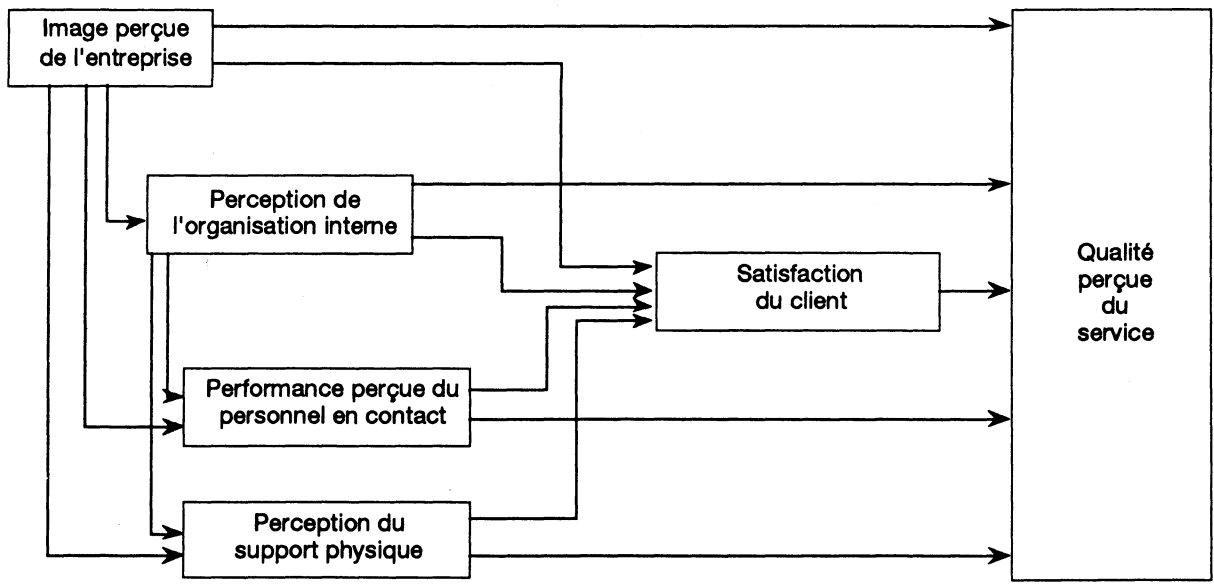 Image perçue
de l'entreprise
Perception de
l'organisation interne
Satisfaction
du client
Qualité
perçue
du
service
Performance perçue du
personnel en contact
Perception du
support physique